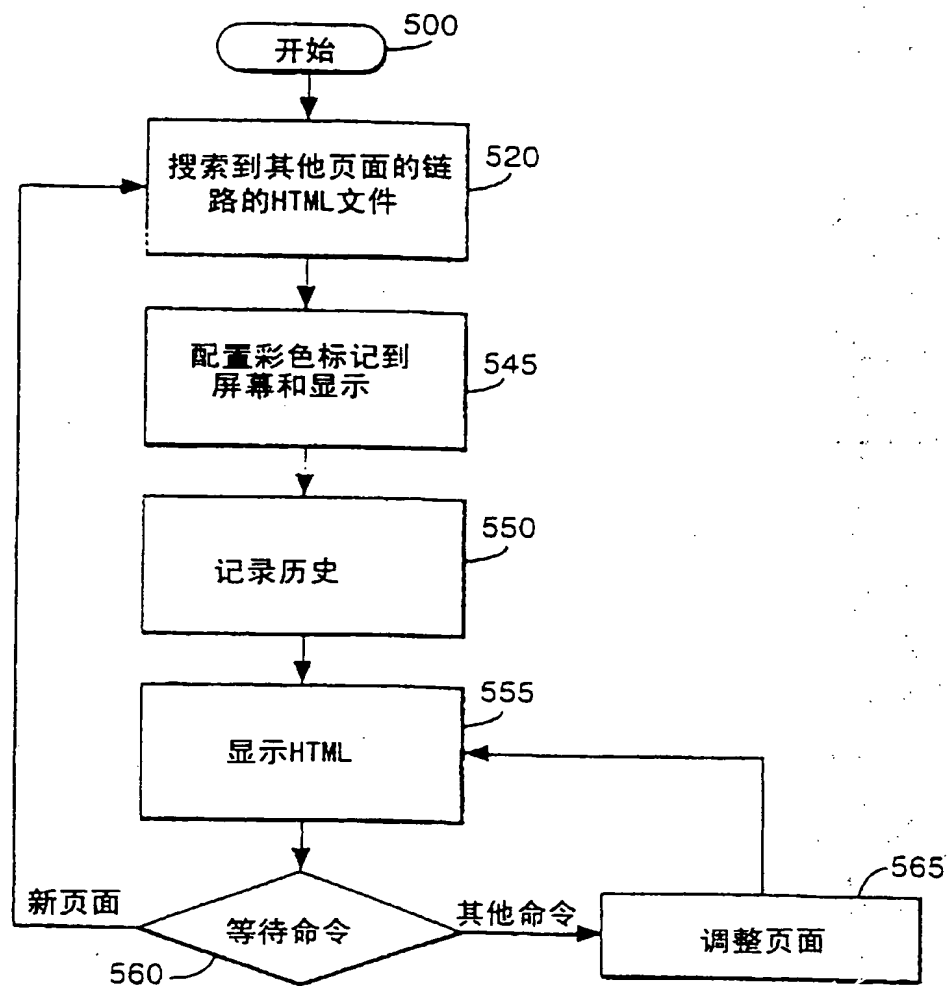 开始
500
搜索到其他页面的链
路的HTML文件
520
配置彩色标记到
屏幕和显示
545
记录历史
550
显示HTML
555
新页面
等待命令
560
其他命令
调整页面
565